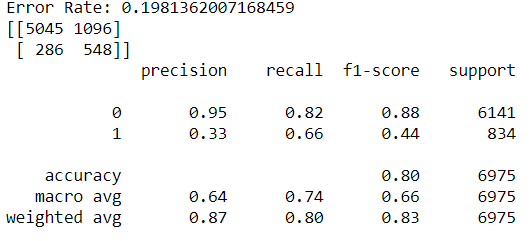 Error Rate: 0.1981362007168459
[[5045 1096]
 [ 286  548]]
              precision    recall  f1-score   support

           0       0.95      0.82      0.88      6141
           1       0.33      0.66      0.44       834

    accuracy                           0.80      6975
   macro avg       0.64      0.74      0.66      6975
weighted avg       0.87      0.80      0.83      6975